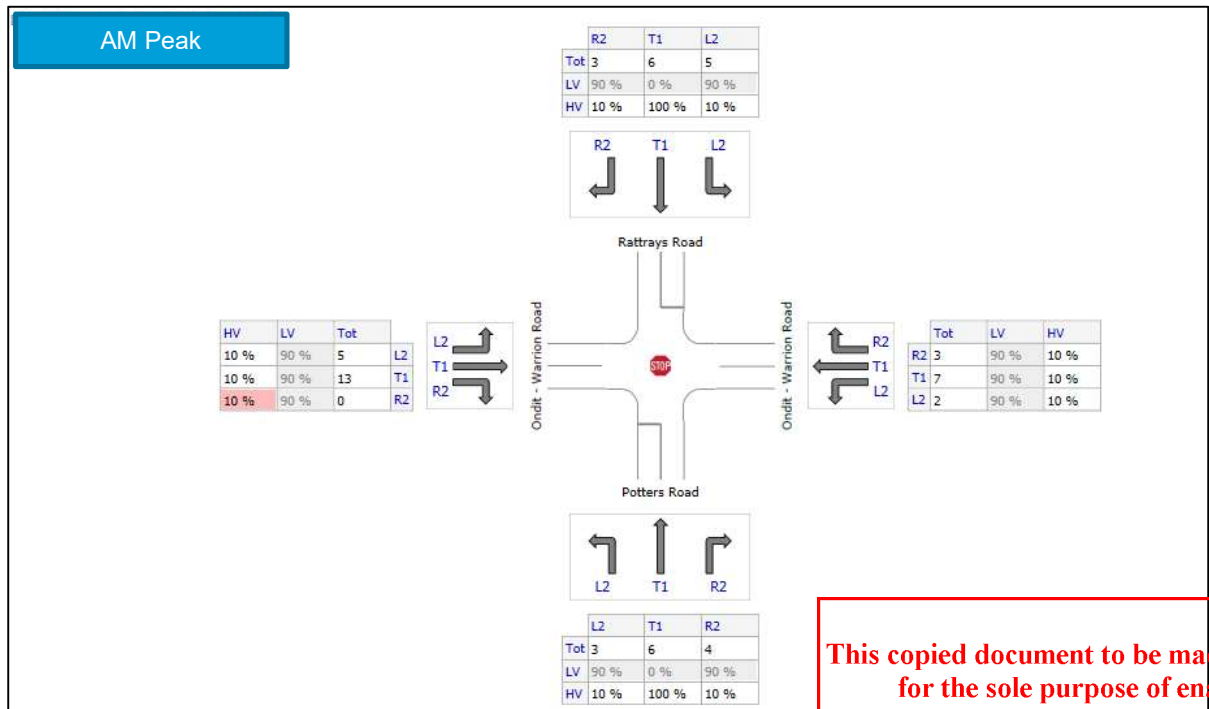 AM Peak
R2 T1 L2
Tot 3 6 5
LV 90 % 0 % 90 %
HV 10 % 100 % 10 %
R2 T1 L2
Rattrays Road
HV LV Tot
10 % 90 % 5 L2
10 % 90 % 13 T1
10 % 90 % 0 R2
L2
T1
R2
Ondit - Warrion Road
STOP
Ondit - Warrion Road
R2
T1
L2
Tot LV HV
R2 3 90 % 10 %
T1 7 90 % 10 %
L2 2 90 % 10 %
Potters Road
L2 T1 R2
L2 T1 R2
Tot 3 6 4
LV 90 % 0 % 90 %
HV 10 % 100 % 10 %
This copied document to be ma
for the sole purpose of en